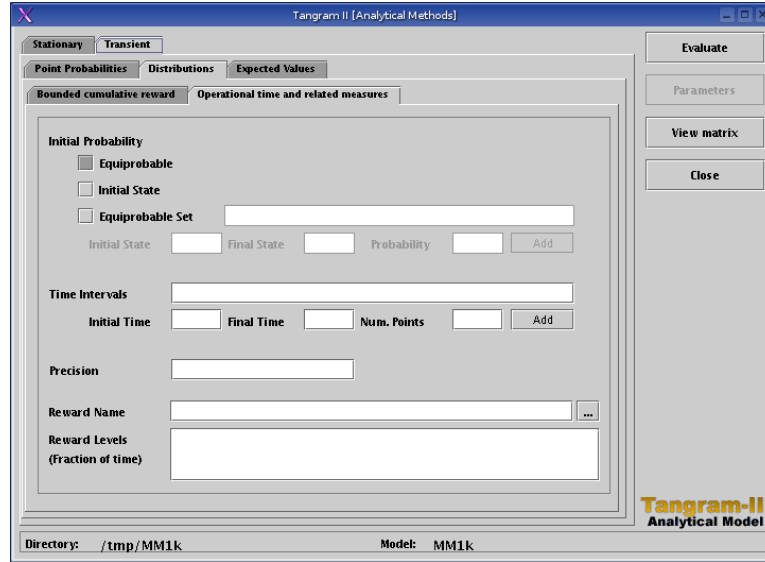 Tangram II [Analytical Methods]
Stationary Transient
Evaluate
Point Probabilities Distributions Expected Values
Bounded cumulative reward Operational time and related measures
Parameters
View matrix
Close
Initial Probability
Equiprobable
Initial State
Equiprobable Set
Initial State Final State Probability Add
Time Intervals
Initial Time Final Time Num. Points Add
Precision
Reward Name ...
Reward Levels
(Fraction of time)
Tangram-II
Analytical Model
Directory: /tmp/MM1k Model: MM1k